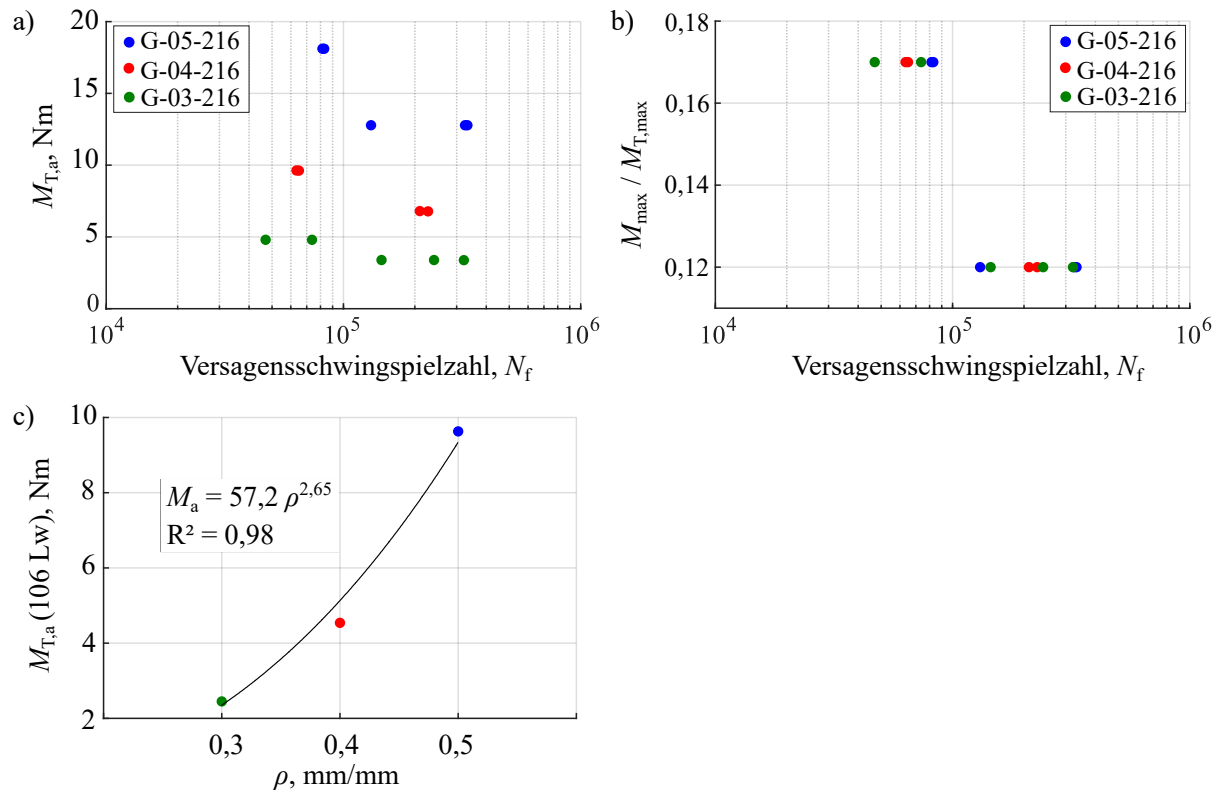 a)
20
15
10
5
0
M_T,a, Nm
G-05-216
G-04-216
G-03-216
10^4
10^5
10^6
Versagensschwingspielzahl, N_f
b)
0,18
0,16
0,14
0,12
M_max / M_T,max
G-05-216
G-04-216
G-03-216
10^4
10^5
10^6
Versagensschwingspielzahl, N_f
c)
10
8
6
4
2
M_T,a (106 Lw), Nm
M_a = 57,2 ρ^2,65
R² = 0,98
0,3
0,4
0,5
ρ, mm/mm